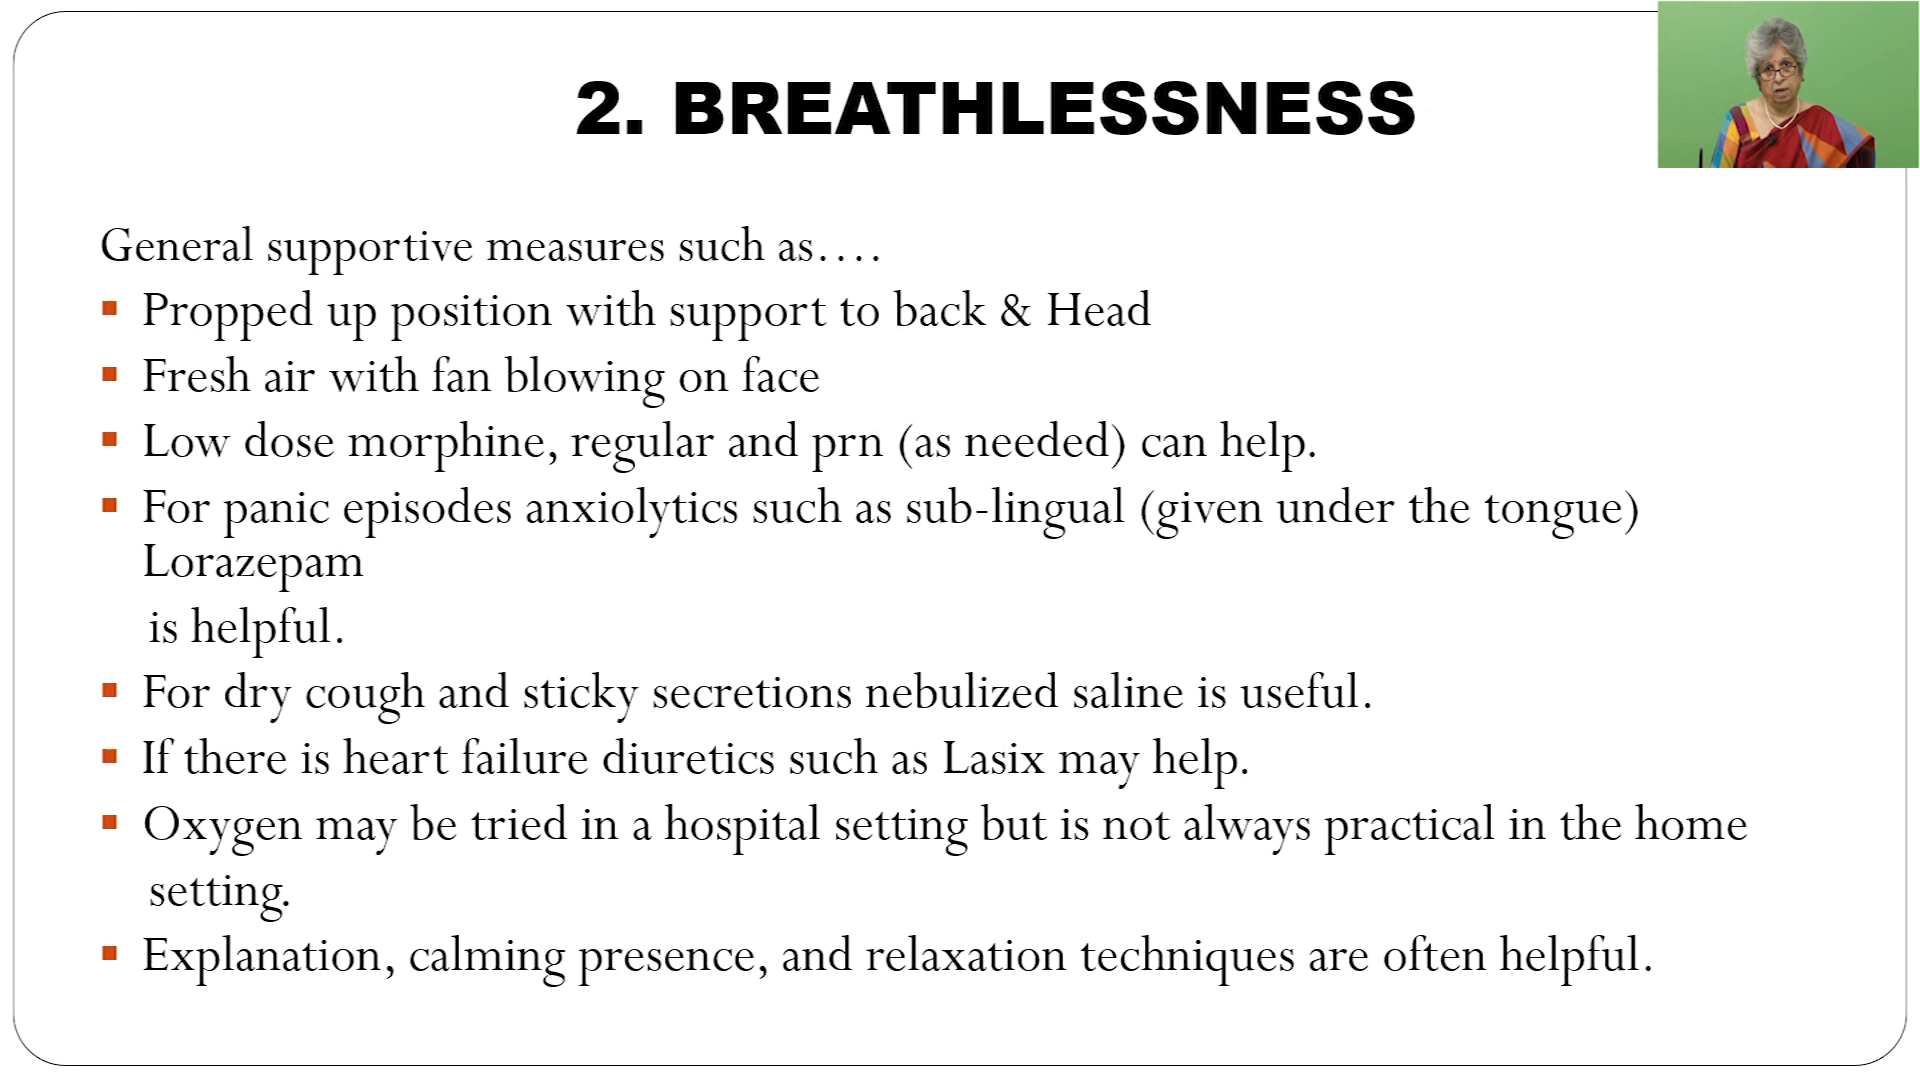 2. BREATHLESSNESS
General supportive measures such as….
▪ Propped up position with support to back & Head
▪ Fresh air with fan blowing on face
▪ Low dose morphine, regular and prn (as needed) can help.
▪ For panic episodes anxiolytics such as sub-lingual (given under the tongue)
Lorazepam
is helpful.
▪ For dry cough and sticky secretions nebulized saline is useful.
▪ If there is heart failure diuretics such as Lasix may help.
▪ Oxygen may be tried in a hospital setting but is not always practical in the home
setting.
▪ Explanation, calming presence, and relaxation techniques are often helpful.